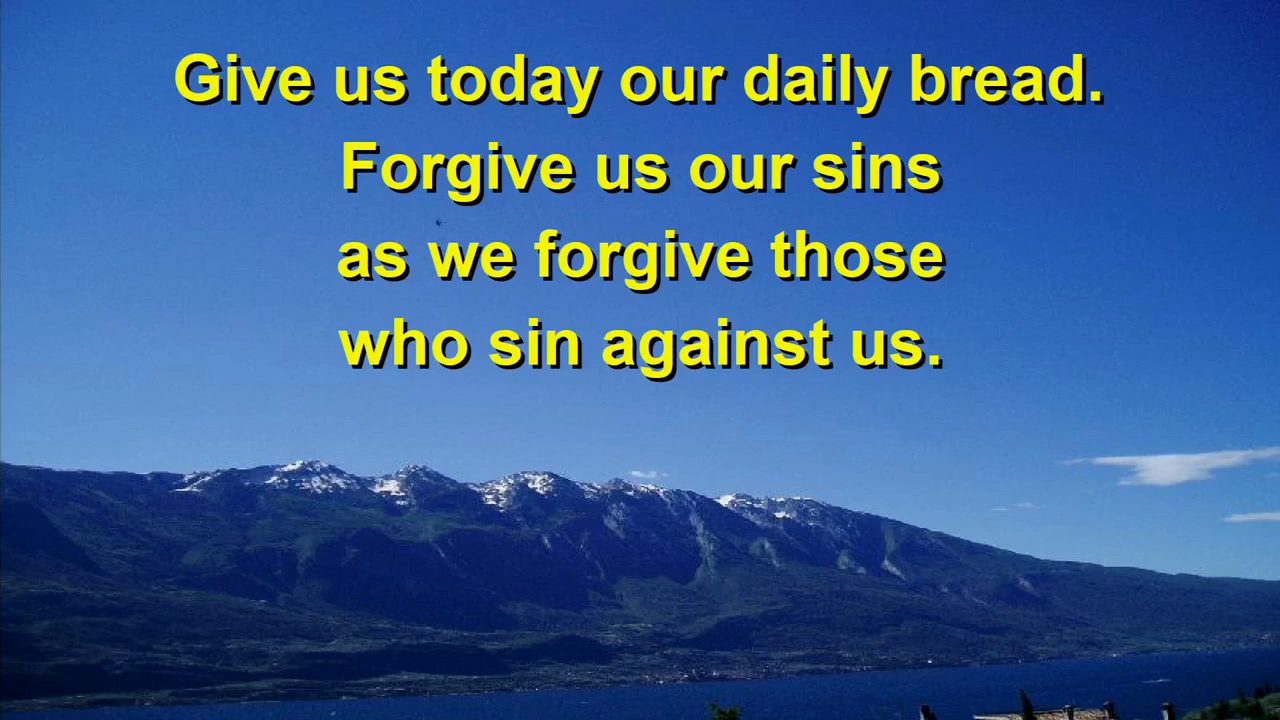 Give us today our daily bread.
Forgive us our sins
as we forgive those
who sin against us.